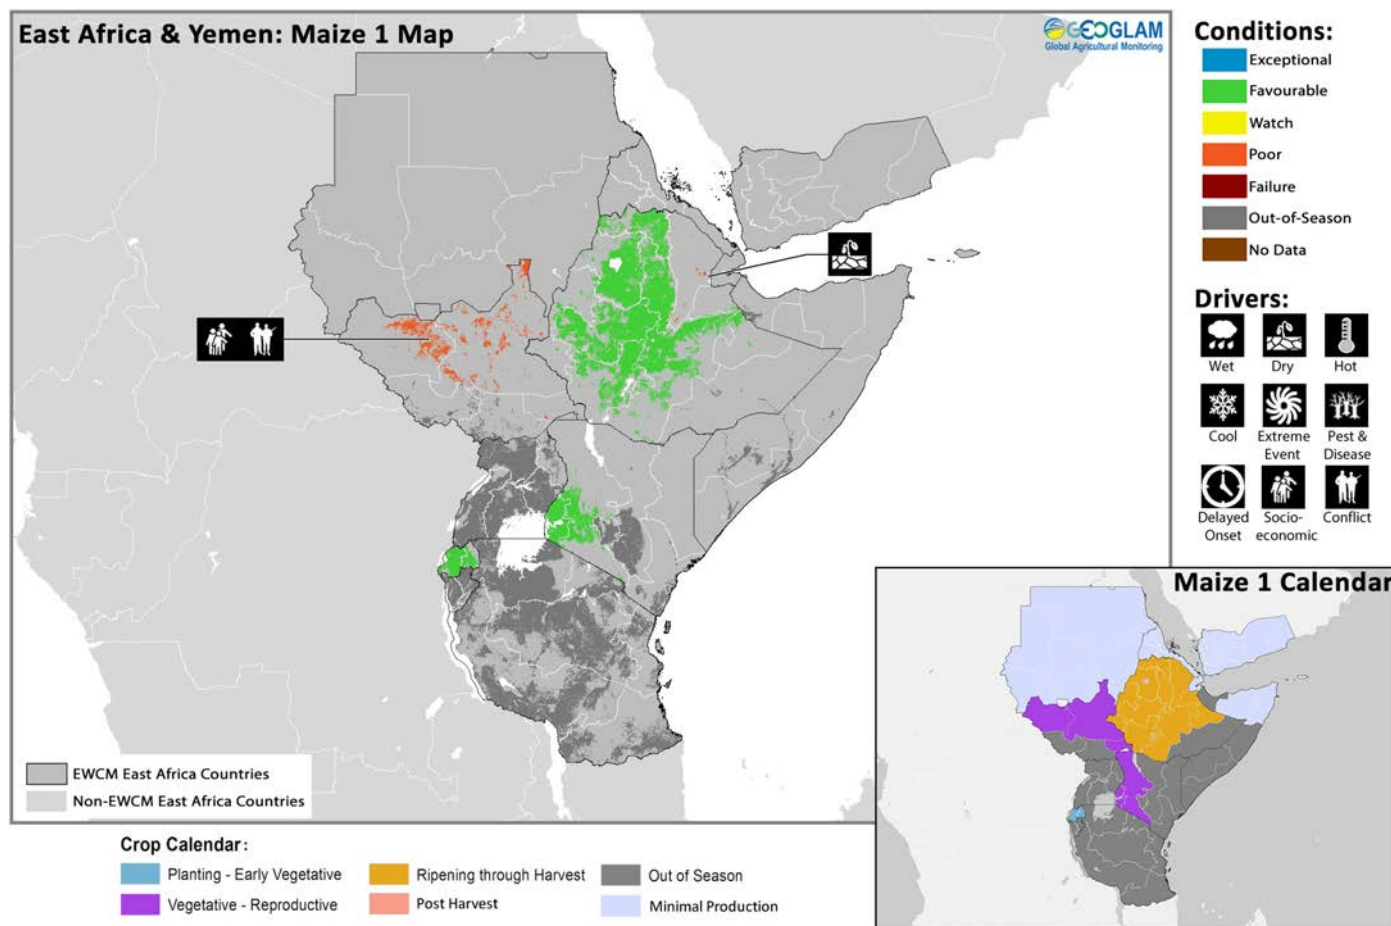 East Africa & Yemen: Maize 1 Map
GEOGLAM
Global Agricultural Monitoring
EWCM East Africa Countries
Non-EWCM East Africa Countries
Conditions:
Exceptional
Favourable
Watch
Poor
Failure
Out-of-Season
No Data
Drivers:
Wet
Dry
Hot
Cool
Extreme
Event
Pest &
Disease
Delayed
Onset
Socio-
economic
Conflict
Maize 1 Calendar
Crop Calendar:
Planting - Early Vegetative
Ripening through Harvest
Out of Season
Vegetative - Reproductive
Post Harvest
Minimal Production